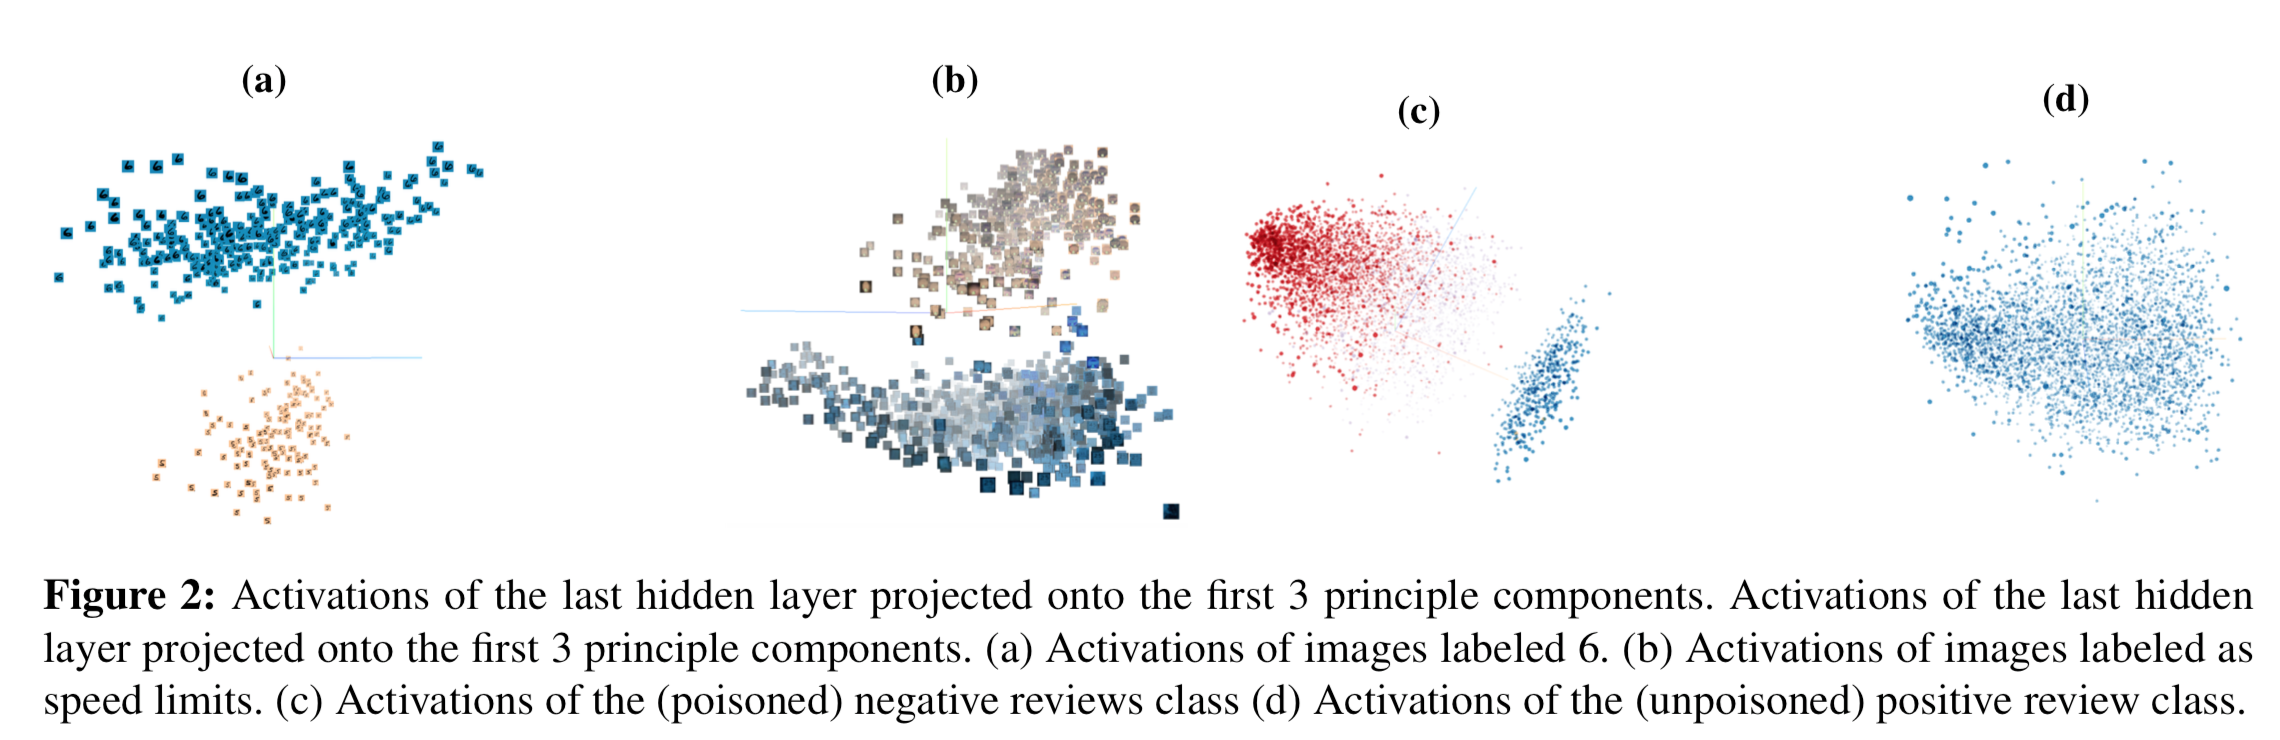 (a)
(b)
(c)
(d)
Figure 2: Activations of the last hidden layer projected onto the first 3 principle components. Activations of the last hidden
layer projected onto the first 3 principle components. (a) Activations of images labeled 6. (b) Activations of images labeled as
speed limits. (c) Activations of the (poisoned) negative reviews class (d) Activations of the (unpoisoned) positive review class.